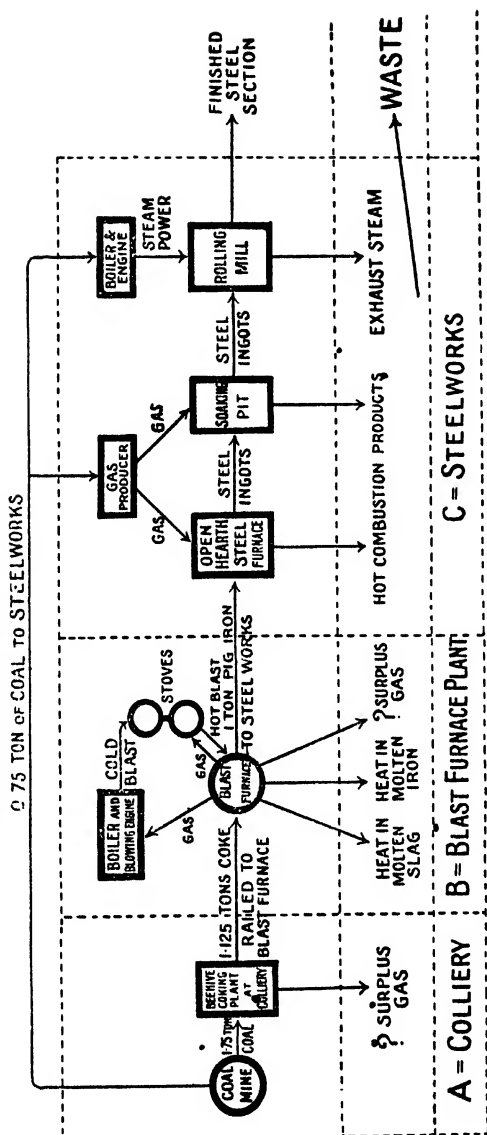 0 75 TON OF COAL TO STEELWORKS
COAL
MINE
1·75 TONS
COAL
BEEHIVE
COKING
PLANT
AT
COLLIERY
1·125 TONS COKE
RAILED TO
BLAST FURNACE
BOILER AND
BLOWING ENGINE
COLD
BLAST
STOVES
GAS
GAS
HOT BLAST
BLAST
FURNACE
1 TON PIG IRON
TO STEEL WORKS
GAS
PRODUCER
GAS
GAS
OPEN
HEARTH
STEEL
FURNACE
STEEL
INGOTS
SOAKING
PIT
STEEL
INGOTS
BOILER &
ENGINE
STEAM
POWER
ROLLING
MILL
FINISHED
STEEL
SECTION
? SURPLUS
GAS
HEAT IN
MOLTEN
SLAG
HEAT IN
MOLTEN
IRON
? SURPLUS
GAS
HOT COMBUSTION PRODUCTS
EXHAUST STEAM
WASTE
A = COLLIERY
B = BLAST FURNACE PLANT.
C = STEELWORKS